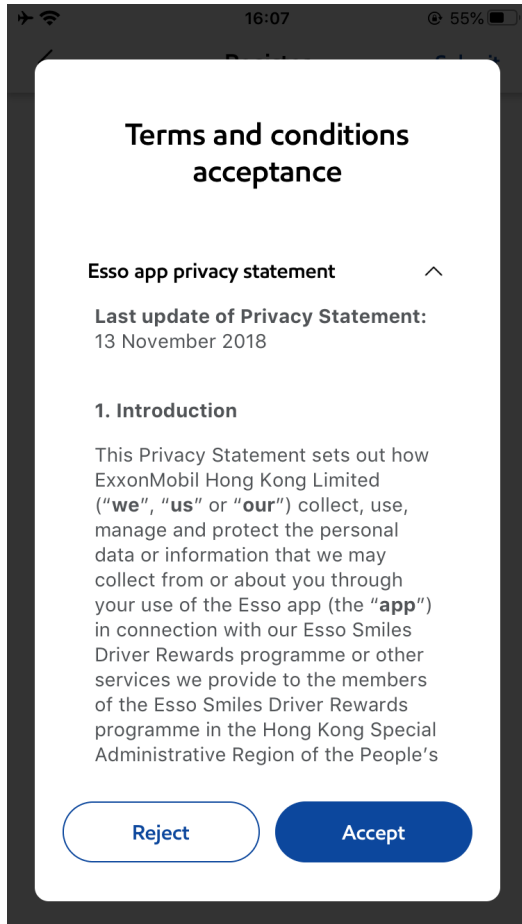 16:07
55%
Terms and conditions
acceptance
Esso app privacy statement
Last update of Privacy Statement:
13 November 2018
1. Introduction
This Privacy Statement sets out how
ExxonMobil Hong Kong Limited
(“we”, “us” or “our”) collect, use,
manage and protect the personal
data or information that we may
collect from or about you through
your use of the Esso app (the “app”)
in connection with our Esso Smiles
Driver Rewards programme or other
services we provide to the members
of the Esso Smiles Driver Rewards
programme in the Hong Kong Special
Administrative Region of the People’s
Reject
Accept